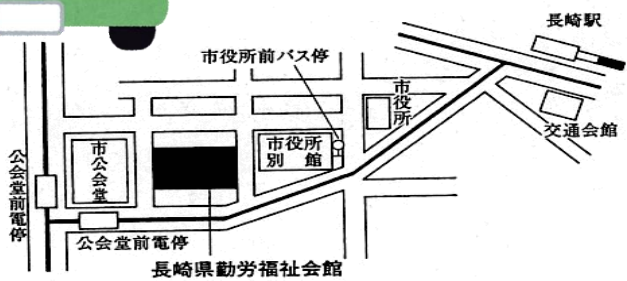 長崎駅
市役所前バス停
市役所
交通会館
市公会堂
市役所
別館
公会堂前電停
公会堂前電停
長崎県勤労福祉会館